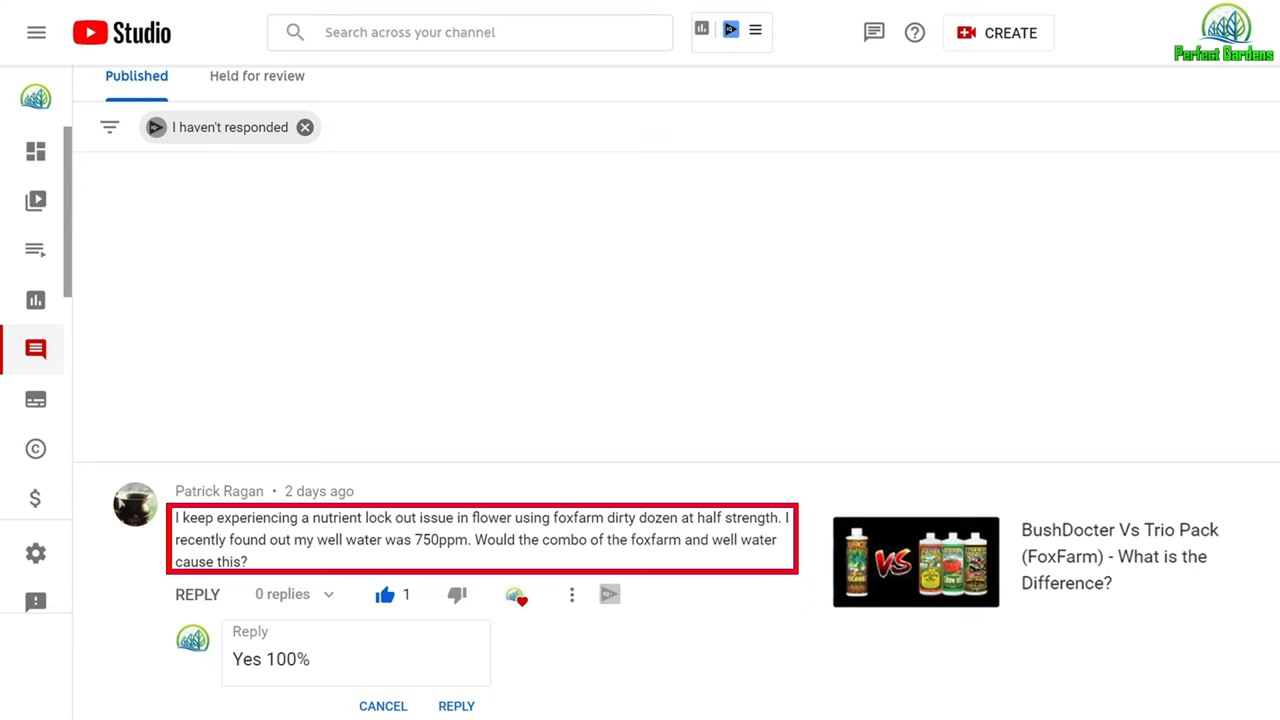 Studio
Search across your channel
CREATE
Perfect Gardens
Published
Held for review
I haven't responded
Patrick Ragan • 2 days ago
I keep experiencing a nutrient lock out issue in flower using foxfarm dirty dozen at half strength. I
recently found out my well water was 750ppm. Would the combo of the foxfarm and well water
cause this?
REPLY
0 replies
1
Reply
Yes 100%
CANCEL
REPLY
VS
BushDocter Vs Trio Pack
(FoxFarm) - What is the
Difference?